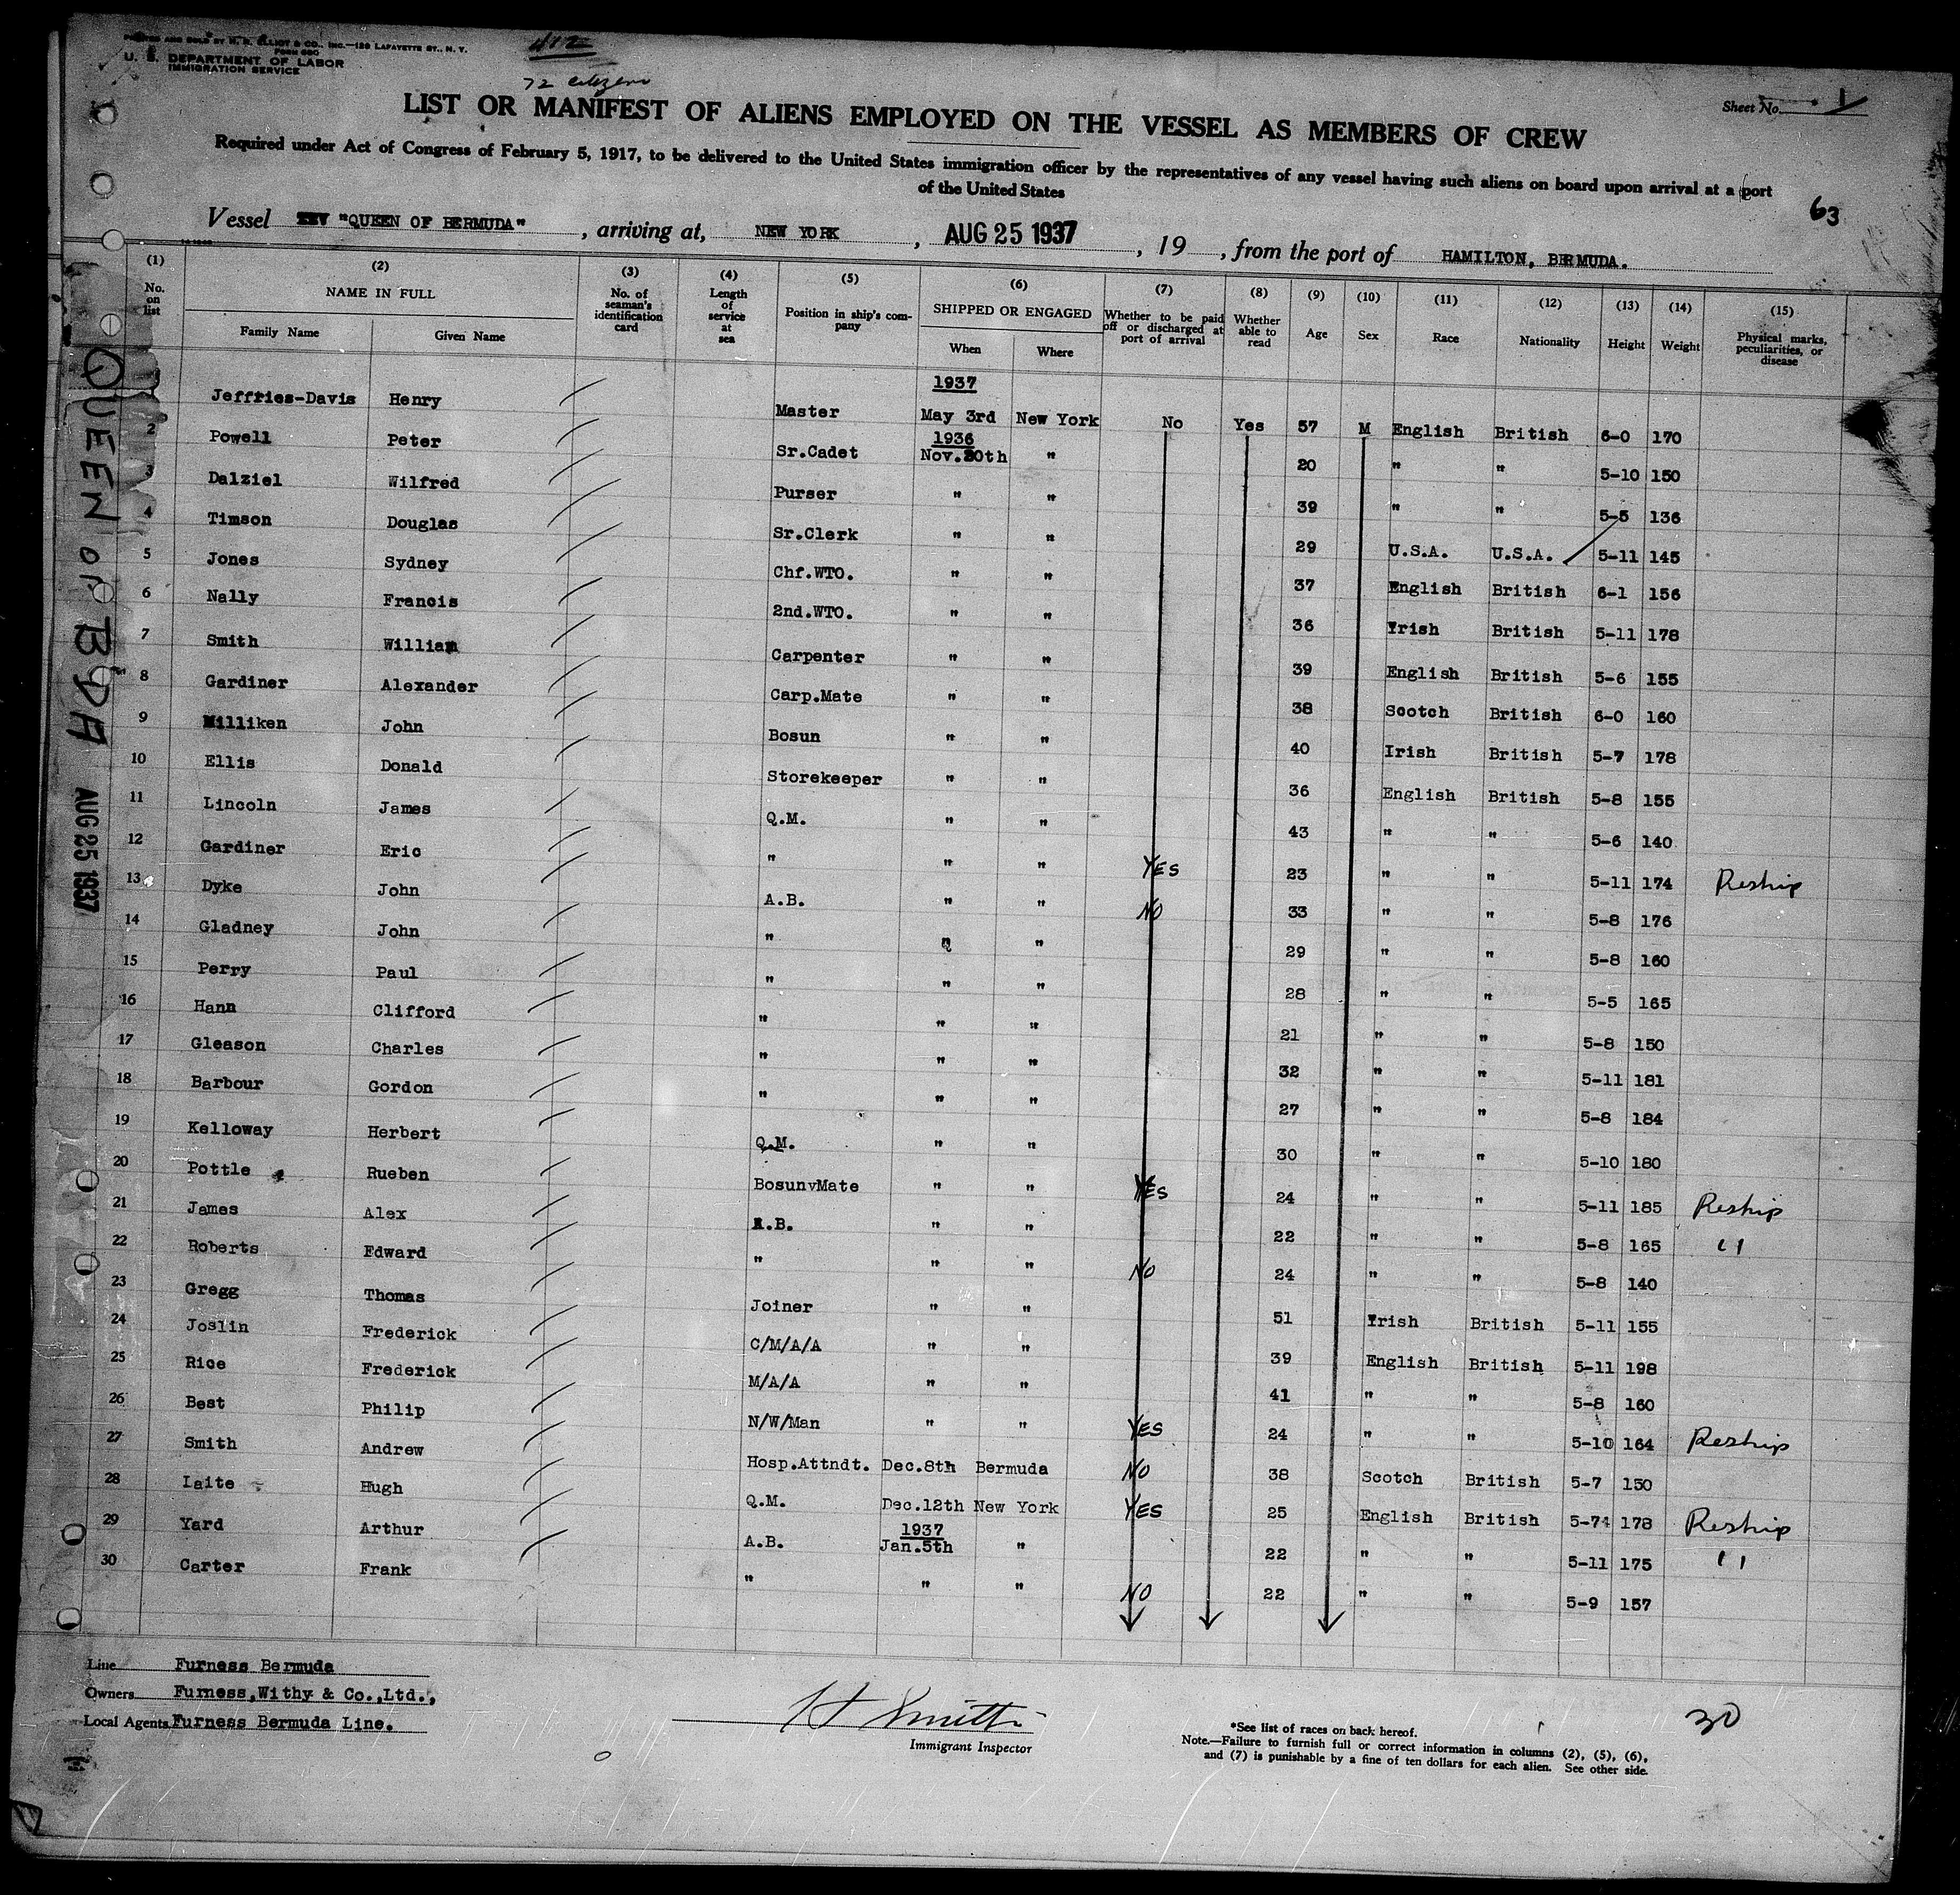 PRINTED AND SOLD BY H. R. ELLIOT & CO., INC.—129 LAFAYETTE ST., N. Y.
FORM 680
U. S. DEPARTMENT OF LABOR
IMMIGRATION SERVICE
72 citizens
Sheet No. 1
LIST OR MANIFEST OF ALIENS EMPLOYED ON THE VESSEL AS MEMBERS OF CREW
Required under Act of Congress of February 5, 1917, to be delivered to the United States immigration officer by the representatives of any vessel having such aliens on board upon arrival at a port
of the United States
63
Vessel "QUEEN OF BERMUDA", arriving at, NEW YORK, AUG 25 1937, 19 , from the port of HAMILTON, BERMUDA.
(1) No. on list (2) NAME IN FULL Family Name Given Name (3) No. of seaman's identification card (4) Length of service at sea (5) Position in ship's company (6) SHIPPED OR ENGAGED When Where (7) Whether to be paid off or discharged at port of arrival (8) Whether able to read (9) Age (10) Sex (11) Race (12) Nationality (13) Height (14) Weight (15) Physical marks, peculiarities, or disease
1937
Jeffries-Davis Henry Master May 3rd New York No Yes 57 M English British 6-0 170
1936
2 Powell Peter Sr.Cadet Nov.30th " 20 " " 5-10 150
3 Dalziel Wilfred Purser " " 39 " " 5-5 136
4 Timson Douglas Sr.Clerk " " 29 U.S.A. U.S.A. 5-11 145
5 Jones Sydney Chf.WTO. " " 37 English British 6-1 156
6 Nally Francis 2nd.WTO. " " 36 Irish British 5-11 178
7 Smith William Carpenter " " 39 English British 5-6 155
8 Gardiner Alexander Carp.Mate " " 38 Scotch British 6-0 160
9 Milliken John Bosun " " 40 Irish British 5-7 178
10 Ellis Donald Storekeeper " " 36 English British 5-8 155
11 Lincoln James Q.M. " " 43 " " 5-6 140
12 Gardiner Eric " " " YES 23 " " 5-11 174 Reship
13 Dyke John A.B. " " NO 33 " " 5-8 176
14 Gladney John " " " 29 " " 5-8 160
15 Perry Paul " " " 28 " " 5-5 165
16 Hann Clifford " " " 21 " " 5-8 150
17 Gleason Charles " " " 32 " " 5-11 181
18 Barbour Gordon " " " 27 " " 5-8 184
19 Kelloway Herbert Q.M. " " 30 " " 5-10 180
20 Pottle Rueben BosunvMate " " YES 24 " " 5-11 185 Reship
21 James Alex A.B. " " 22 " " 5-8 165 "
22 Roberts Edward " " " NO 24 " " 5-8 140
23 Gregg Thomas Joiner " " 51 Irish British 5-11 155
24 Joslin Frederick C/M/A/A " " 39 English British 5-11 198
25 Rice Frederick M/A/A " " 41 " " 5-8 160
26 Best Philip N/W/Man " " YES 24 " " 5-10 164 Reship
27 Smith Andrew Hosp.Attndt. Dec.8th Bermuda NO 38 Scotch British 5-7 150
28 Laite Hugh Q.M. Dec.12th New York YES 25 English British 5-7¼ 178 Reship
1937
29 Yard Arthur A.B. Jan.5th " 22 " " 5-11 175 "
30 Carter Frank " " " NO 22 " " 5-9 157
Line Furness Bermuda
Owners Furness,Withy & Co.,Ltd.,
Local Agents Furness Bermuda Line.
H Smith
Immigrant Inspector
*See list of races on back hereof.
Note.—Failure to furnish full or correct information in columns (2), (5), (6),
and (7) is punishable by a fine of ten dollars for each alien. See other side.
30
QUEEN OF BDA
AUG 25 1937